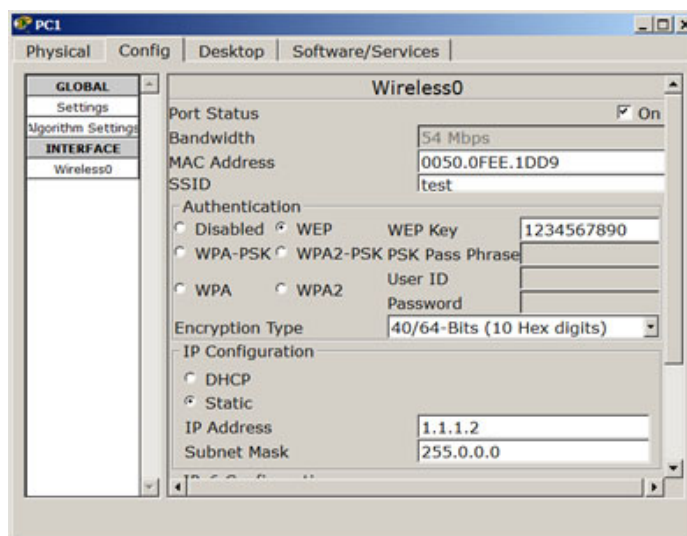 PC1
Physical Config Desktop Software/Services
GLOBAL
Settings
Algorithm Settings
INTERFACE
Wireless0
Wireless0
Port Status On
Bandwidth 54 Mbps
MAC Address 0050.0FEE.1DD9
SSID test
Authentication
Disabled WEP WEP Key 1234567890
WPA-PSK WPA2-PSK PSK Pass Phrase
User ID
WPA WPA2
Password
Encryption Type 40/64-Bits (10 Hex digits)
IP Configuration
DHCP
Static
IP Address 1.1.1.2
Subnet Mask 255.0.0.0